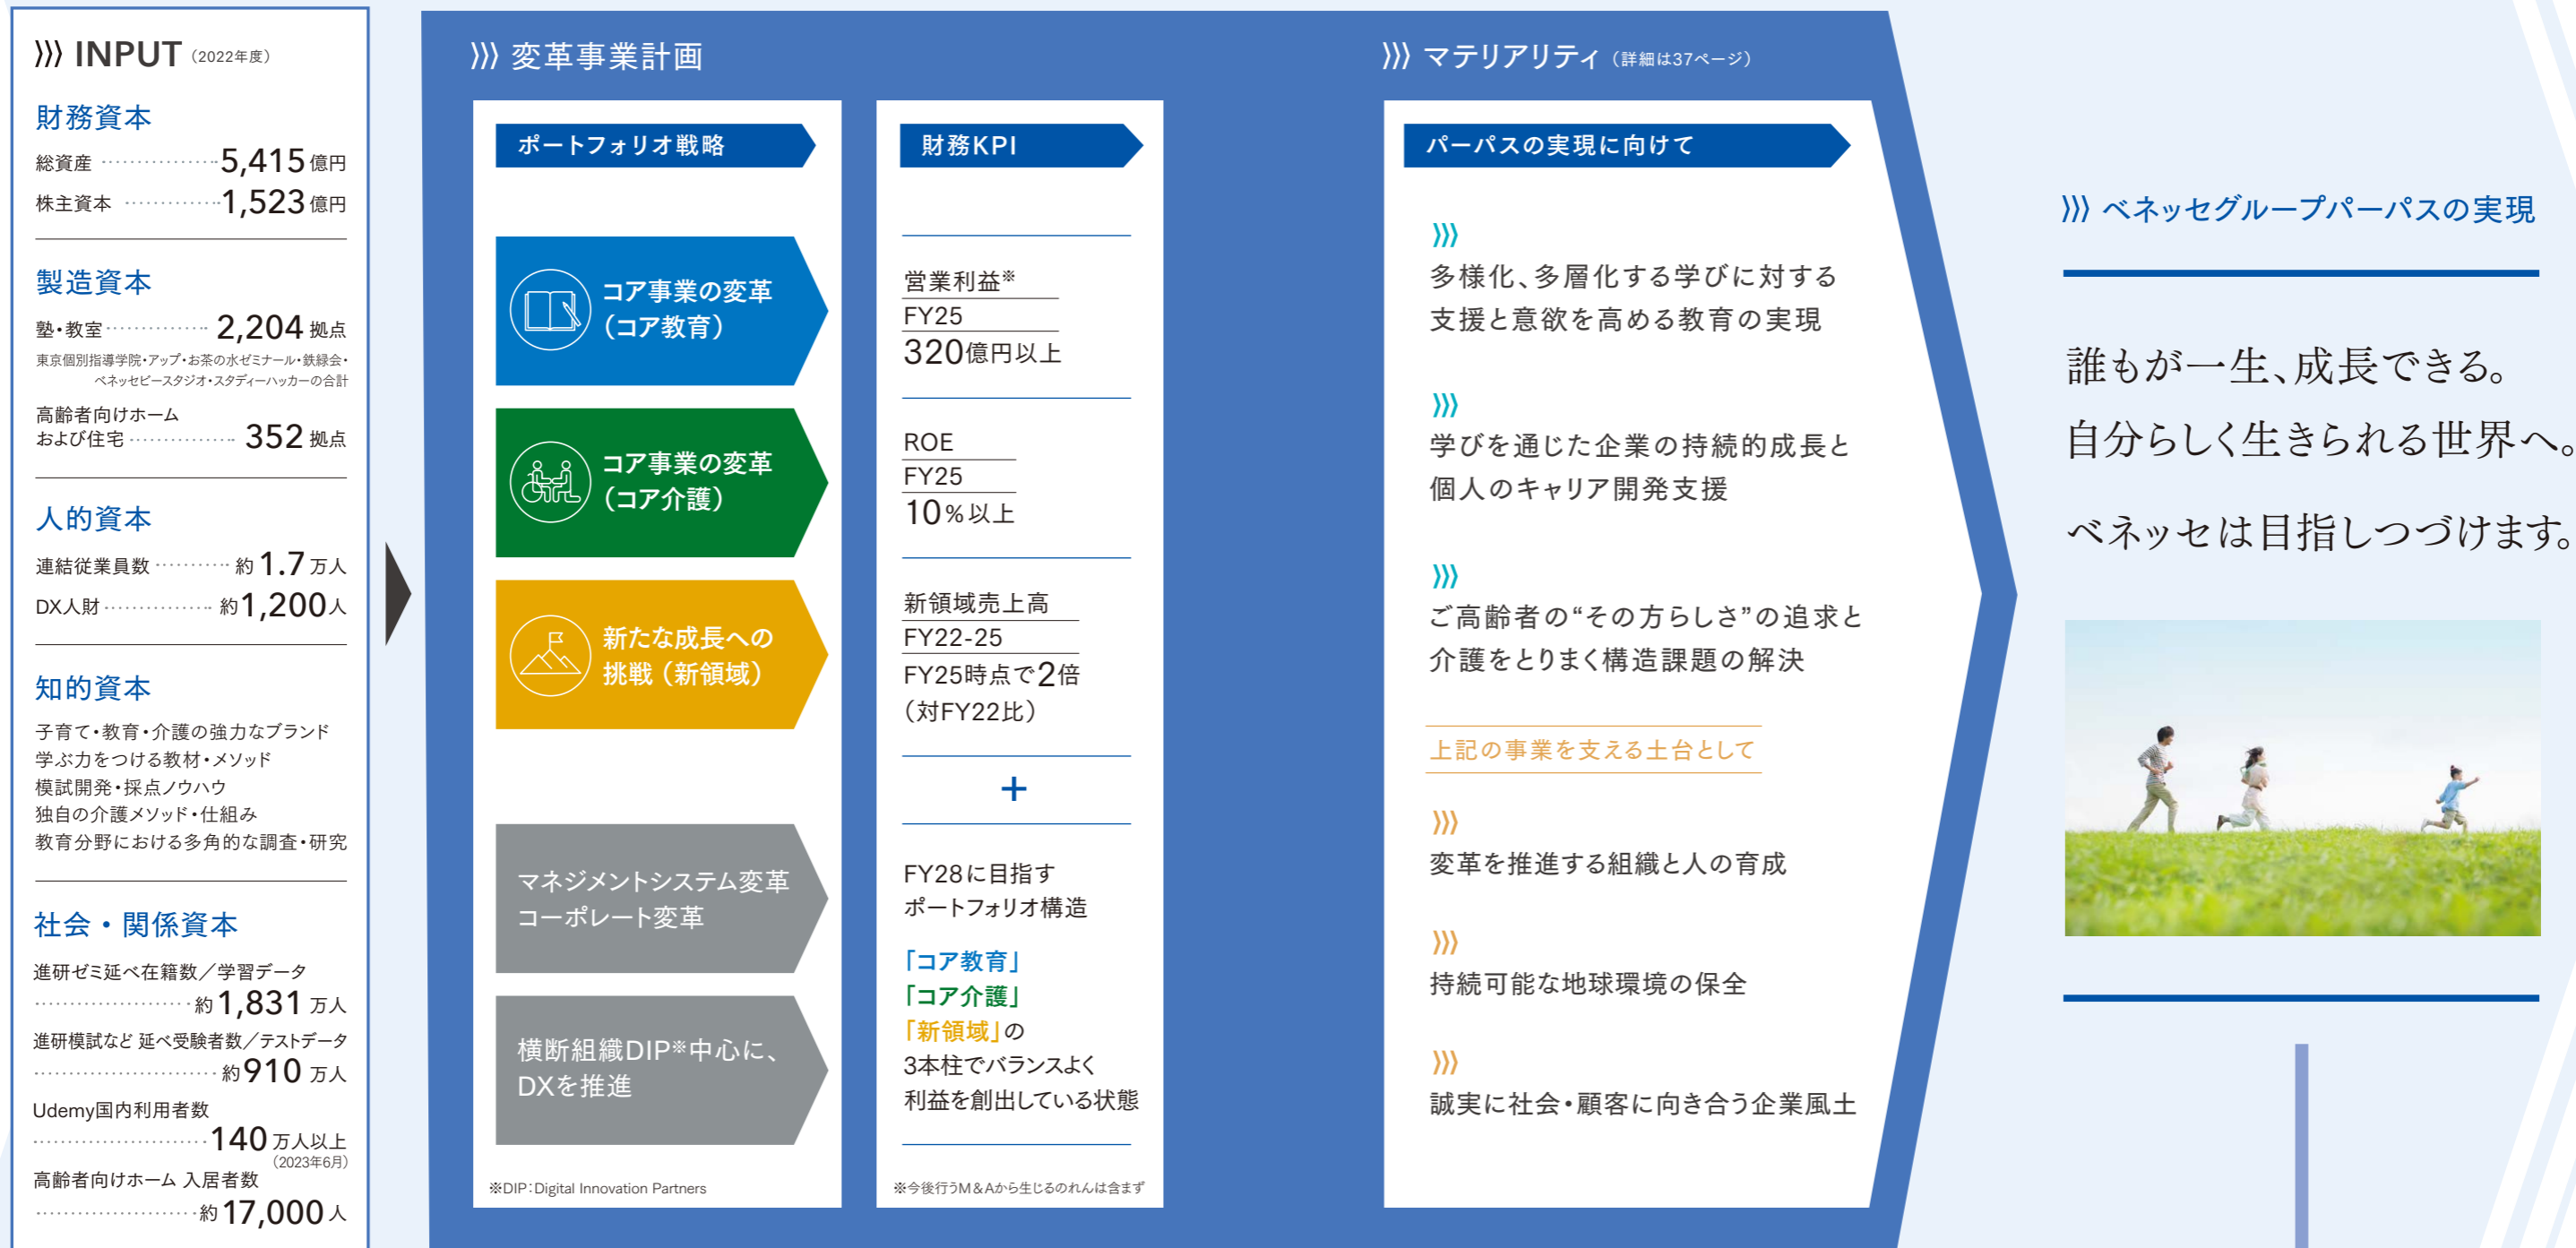 INPUT（2022年度）
財務資本
総資産 5,415億円
株主資本 1,523億円
製造資本
塾・教室 2,204拠点
東京個別指導学院・アップ・お茶の水ゼミナール・鉄緑会・
ベネッセビースタジオ・スタディーハッカーの合計
高齢者向けホーム
および住宅 352拠点
人的資本
連結従業員数 約1.7万人
DX人財 約1,200人
知的資本
子育て・教育・介護の強力なブランド
学ぶ力をつける教材・メソッド
模試開発・採点ノウハウ
独自の介護メソッド・仕組み
教育分野における多角的な調査・研究
社会・関係資本
進研ゼミ延べ在籍数／学習データ
約1,831万人
進研模試など 延べ受験者数／テストデータ
約910万人
Udemy国内利用者数
140万人以上
（2023年6月）
高齢者向けホーム 入居者数
約17,000人
変革事業計画
ポートフォリオ戦略
コア事業の変革
（コア教育）
コア事業の変革
（コア介護）
新たな成長への
挑戦（新領域）
マネジメントシステム変革
コーポレート変革
横断組織DIP※中心に、
DXを推進
※DIP：Digital Innovation Partners
財務KPI
営業利益※
FY25
320億円以上
ROE
FY25
10%以上
新領域売上高
FY22-25
FY25時点で2倍
（対FY22比）
+
FY28に目指す
ポートフォリオ構造
「コア教育」
「コア介護」
「新領域」の
3本柱でバランスよく
利益を創出している状態
※今後行うM&Aから生じるのれんは含まず
マテリアリティ（詳細は37ページ）
パーパスの実現に向けて
多様化、多層化する学びに対する
支援と意欲を高める教育の実現
学びを通じた企業の持続的成長と
個人のキャリア開発支援
ご高齢者の“その方らしさ”の追求と
介護をとりまく構造課題の解決
上記の事業を支える土台として
変革を推進する組織と人の育成
持続可能な地球環境の保全
誠実に社会・顧客に向き合う企業風土
ベネッセグループパーパスの実現
誰もが一生、成長できる。
自分らしく生きられる世界へ。
ベネッセは目指しつづけます。